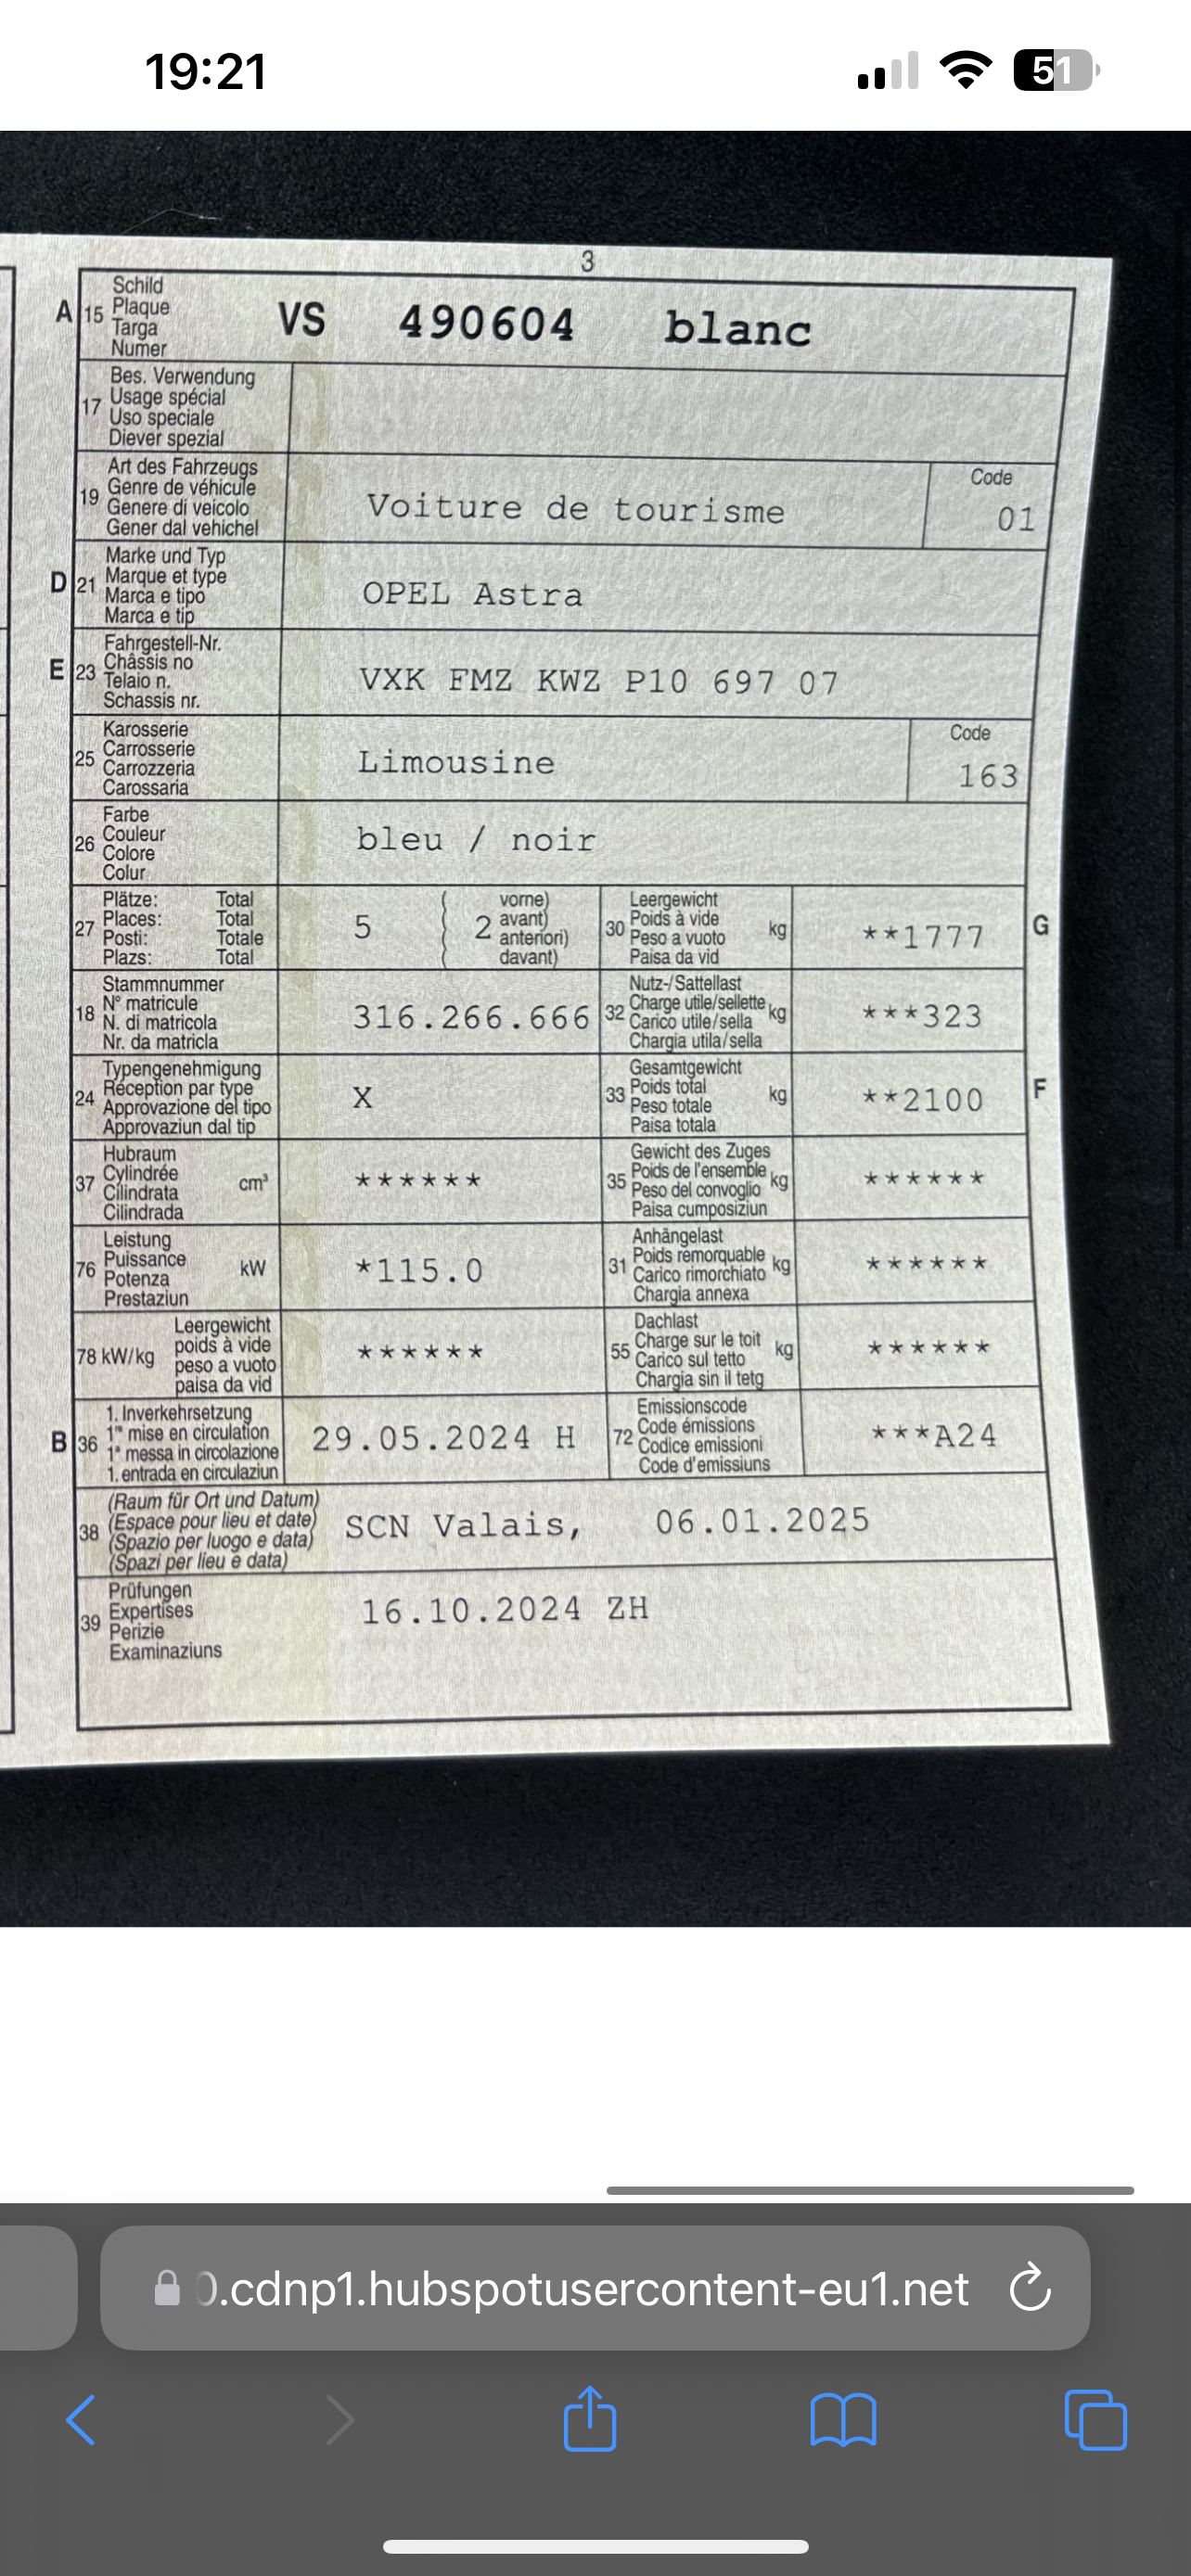 19:21
51
3
A 15 Schild
Plaque
Targa
Numer
VS 490604 blanc
17 Bes. Verwendung
Usage spécial
Uso speciale
Diever spezial
19 Art des Fahrzeugs
Genre de véhicule
Genere di veicolo
Gener dal vehichel
Voiture de tourisme
Code
01
D 21 Marke und Typ
Marque et type
Marca e tipo
Marca e tip
OPEL Astra
E 23 Fahrgestell-Nr.
Châssis no
Telaio n.
Schassis nr.
VXK FMZ KWZ P10 697 07
25 Karosserie
Carrosserie
Carrozzeria
Carossaria
Limousine
Code
163
26 Farbe
Couleur
Colore
Colur
bleu / noir
27 Plätze: Total
Places: Total
Posti: Totale
Plazs: Total
5
( vorne)
( 2 avant)
( anteriori)
( davant)
30 Leergewicht
Poids à vide kg
Peso a vuoto
Paisa da vid
**1777
G
18 Stammnummer
N° matricule
N. di matricola
Nr. da matricla
316.266.666
32 Nutz-/Sattellast
Charge utile/sellette kg
Carico utile/sella
Chargia utila/sella
***323
24 Typengenehmigung
Réception par type
Approvazione del tipo
Approvaziun dal tip
X
33 Gesamtgewicht
Poids total kg
Peso totale
Paisa totala
**2100
F
37 Hubraum
Cylindrée cm³
Cilindrata
Cilindrada
******
35 Gewicht des Zuges
Poids de l'ensemble kg
Peso del convoglio
Paisa cumposiziun
******
76 Leistung
Puissance kW
Potenza
Prestaziun
*115.0
31 Anhängelast
Poids remorquable kg
Carico rimorchiato
Chargia annexa
******
78 kW/kg Leergewicht
poids à vide
peso a vuoto
paisa da vid
******
55 Dachlast
Charge sur le toit kg
Carico sul tetto
Chargia sin il tetg
******
B 36 1. Inverkehrsetzung
1re mise en circulation
1a messa in circolazione
1. entrada en circulaziun
29.05.2024 H
72 Emissionscode
Code émissions
Codice emissioni
Code d'emissiuns
***A24
38 (Raum für Ort und Datum)
(Espace pour lieu et date)
(Spazio per luogo e data)
(Spazi per lieu e data)
SCN Valais, 06.01.2025
39 Prüfungen
Expertises
Perizie
Examinaziuns
16.10.2024 ZH
.cdnp1.hubspotusercontent-eu1.net